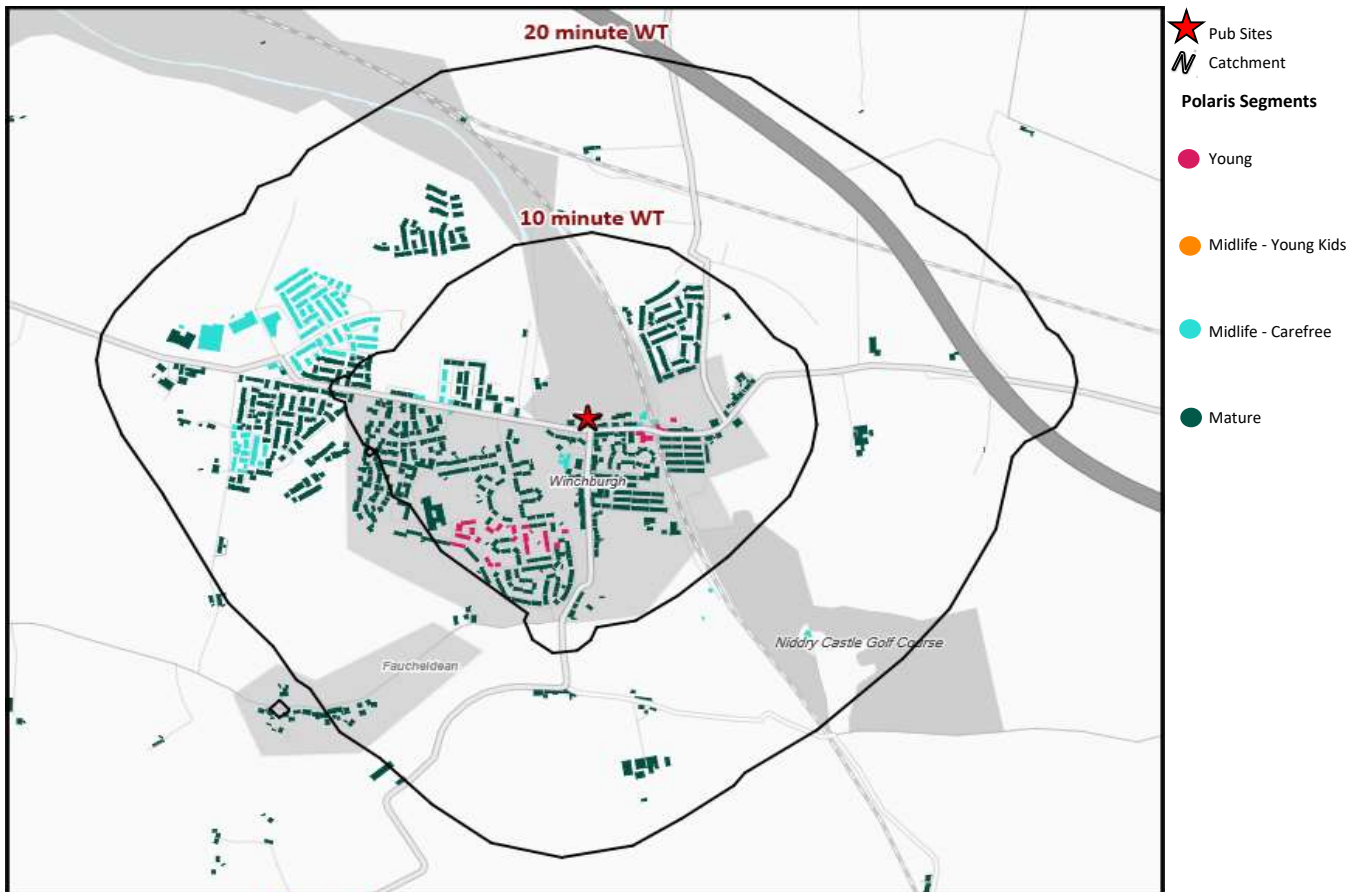 20 minute WT
10 minute WT
Winchburgh
Niddry Castle Golf Course
Faucheldean
Pub Sites
Catchment
Polaris Segments
Young
Midlife - Young Kids
Midlife - Carefree
Mature